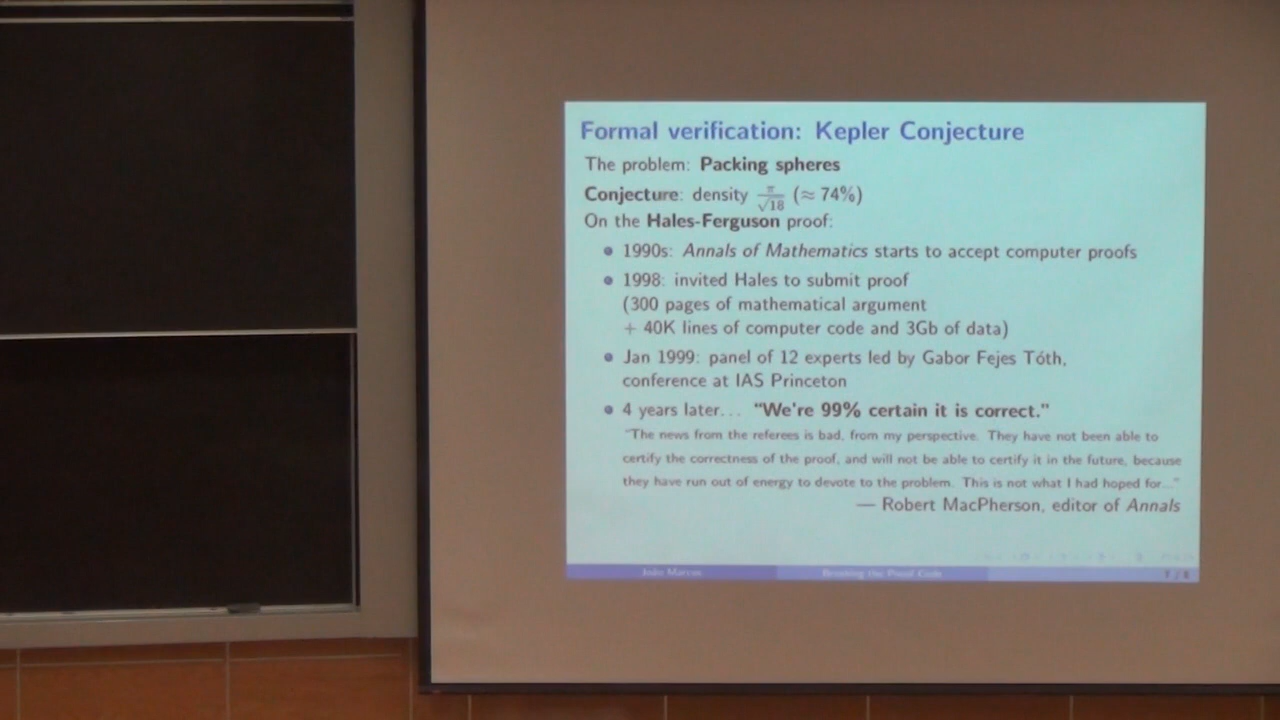 Formal verification: Kepler Conjecture
The problem: Packing spheres
Conjecture: density π/√18 (≈ 74%)
On the Hales-Ferguson proof:
• 1990s: Annals of Mathematics starts to accept computer proofs
• 1998: invited Hales to submit proof
(300 pages of mathematical argument
+ 40K lines of computer code and 3Gb of data)
• Jan 1999: panel of 12 experts led by Gabor Fejes Tóth,
conference at IAS Princeton
• 4 years later... "We're 99% certain it is correct."
"The news from the referees is bad, from my perspective. They have not been able to
certify the correctness of the proof, and will not be able to certify it in the future, because
they have run out of energy to devote to the problem. This is not what I had hoped for..."
— Robert MacPherson, editor of Annals
João Marcos Breaking the Proof Code